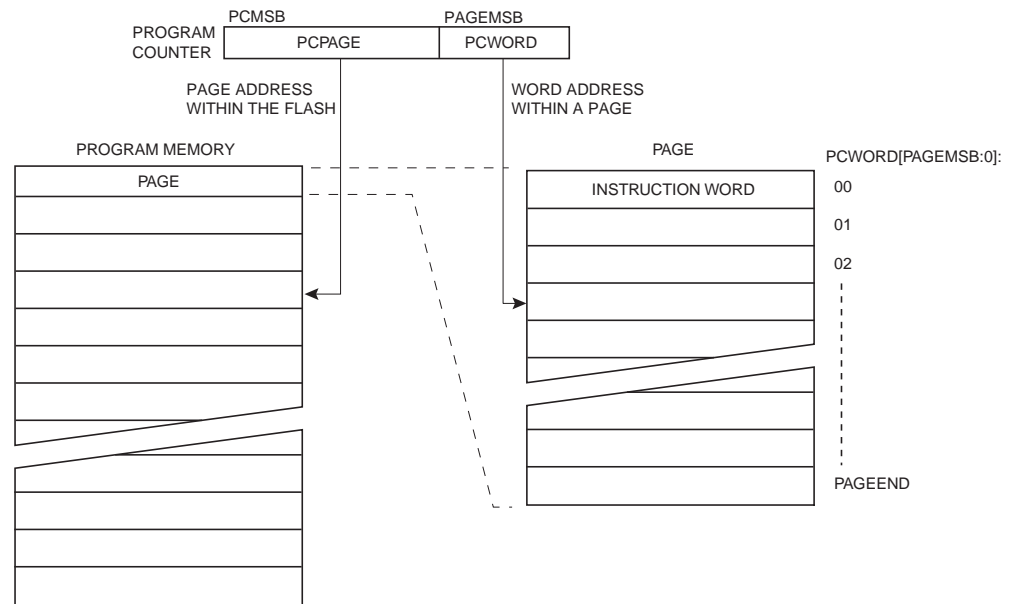 PCMSB
PAGEMSB
PROGRAM
COUNTER
PCPAGE
PCWORD
PAGE ADDRESS
WITHIN THE FLASH
WORD ADDRESS
WITHIN A PAGE
PROGRAM MEMORY
PAGE
PAGE
PCWORD[PAGEMSB:0]:
INSTRUCTION WORD
00
01
02
PAGEEND